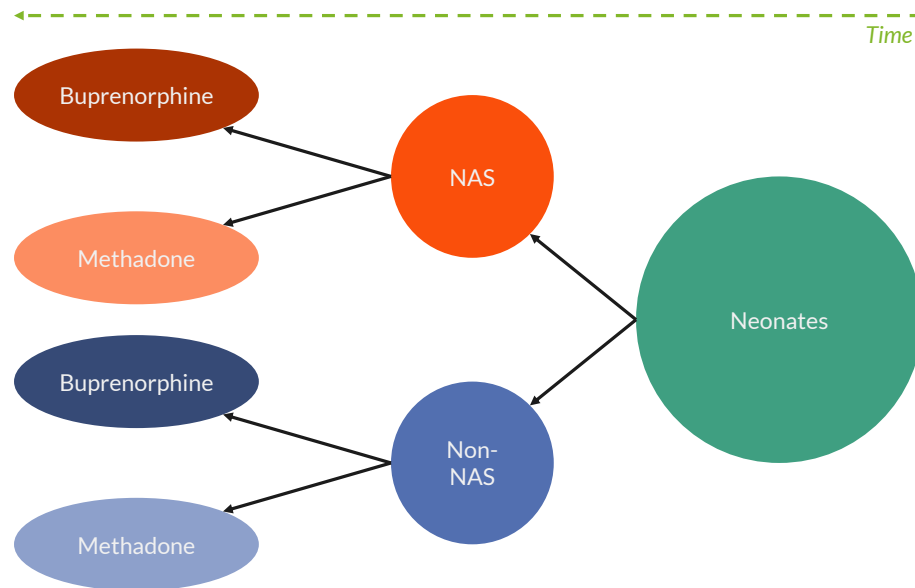 Time
Buprenorphine
NAS
Methadone
Neonates
Buprenorphine
Non-
NAS
Methadone